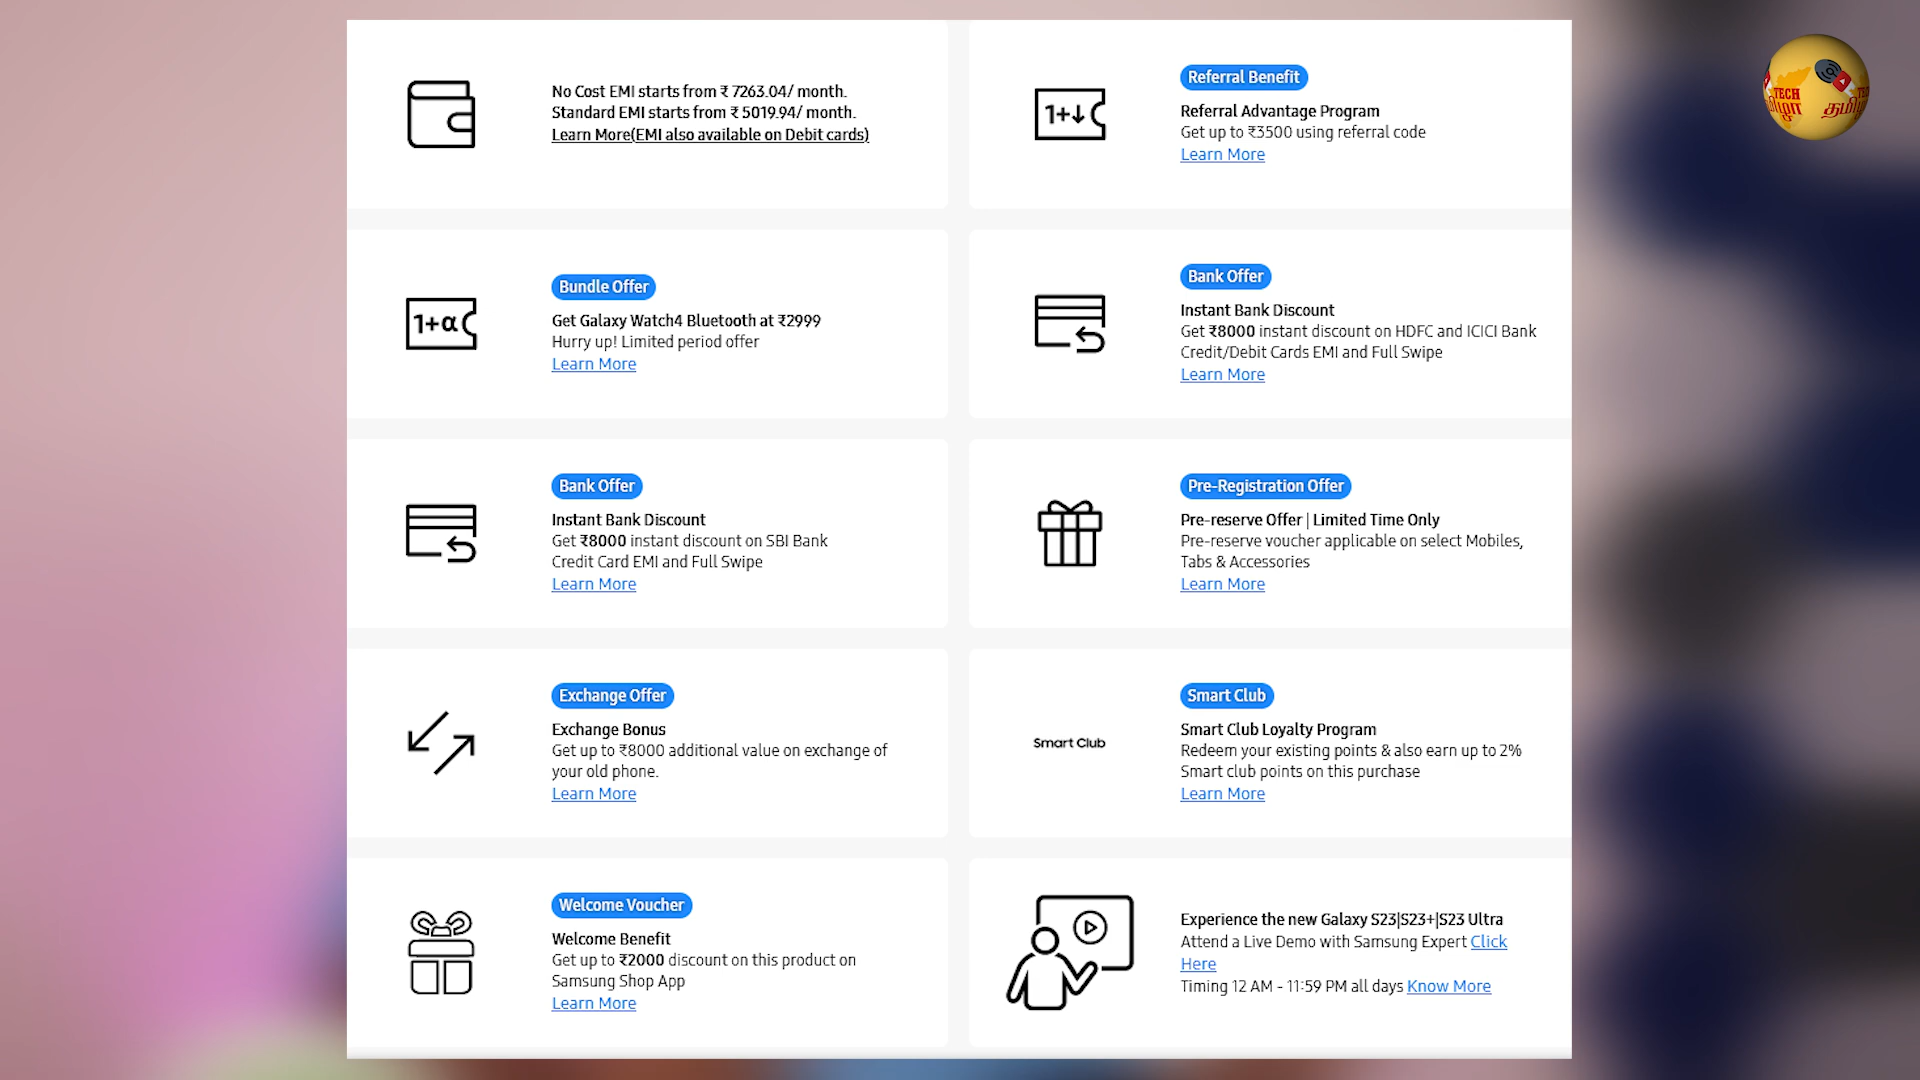 No Cost EMI starts from ₹ 7263.04/ month.
Standard EMI starts from ₹ 5019.94/ month.
Learn More(EMI also available on Debit cards)
1+↓
Referral Benefit
Referral Advantage Program
Get up to ₹3500 using referral code
Learn More
1+α
Bundle Offer
Get Galaxy Watch4 Bluetooth at ₹2999
Hurry up! Limited period offer
Learn More
Bank Offer
Instant Bank Discount
Get ₹8000 instant discount on HDFC and ICICI Bank
Credit/Debit Cards EMI and Full Swipe
Learn More
Bank Offer
Instant Bank Discount
Get ₹8000 instant discount on SBI Bank
Credit Card EMI and Full Swipe
Learn More
Pre-Registration Offer
Pre-reserve Offer | Limited Time Only
Pre-reserve voucher applicable on select Mobiles,
Tabs & Accessories
Learn More
Exchange Offer
Exchange Bonus
Get up to ₹8000 additional value on exchange of
your old phone.
Learn More
Smart Club
Smart Club
Smart Club Loyalty Program
Redeem your existing points & also earn up to 2%
Smart club points on this purchase
Learn More
Welcome Voucher
Welcome Benefit
Get up to ₹2000 discount on this product on
Samsung Shop App
Learn More
Experience the new Galaxy S23|S23+|S23 Ultra
Attend a Live Demo with Samsung Expert Click
Here
Timing 12 AM - 11:59 PM all days Know More
TECH